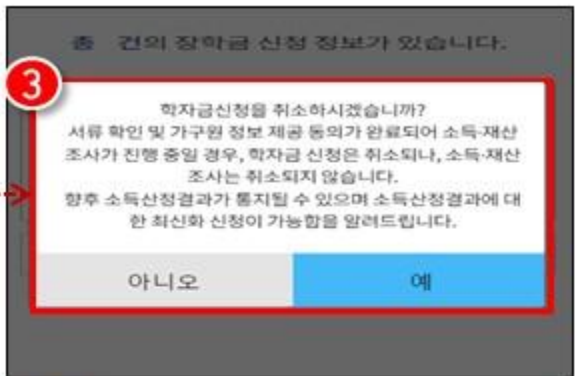 총 건의 장학금 신청 정보가 있습니다.
3
학자금신청을 취소하시겠습니까?
서류 확인 및 가구원 정보 제공 동의가 완료되어 소득·재산
조사가 진행 중일 경우, 학자금 신청은 취소되나, 소득·재산
조사는 취소되지 않습니다.
향후 소득산정결과가 통지될 수 있으며 소득산정결과에 대
한 최신화 신청이 가능함을 알려드립니다.
아니오 예